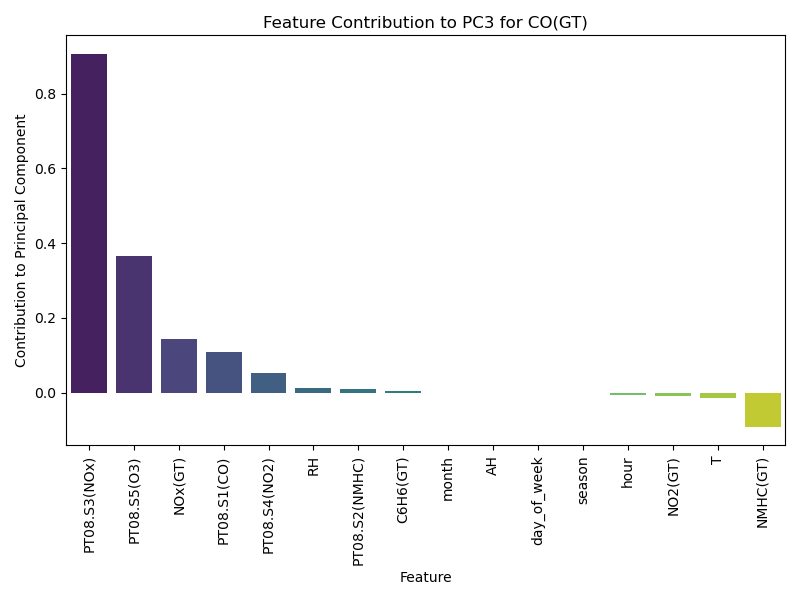 Feature Contribution to PC3 for CO(GT)
Contribution to Principal Component
0.8
0.6
0.4
0.2
0.0
PT08.S3(NOx)
PT08.S5(O3)
NOx(GT)
PT08.S1(CO)
PT08.S4(NO2)
RH
PT08.S2(NMHC)
C6H6(GT)
month
AH
day_of_week
season
hour
NO2(GT)
T
NMHC(GT)
Feature